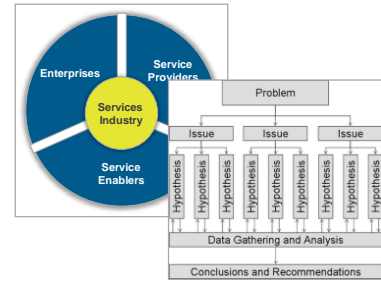 Enterprises
Service
Providers
Services
Industry
Service
Enablers
Problem
Issue
Issue
Issue
Hypothesis
Hypothesis
Hypothesis
Hypothesis
Hypothesis
Hypothesis
Hypothesis
Hypothesis
Hypothesis
Data Gathering and Analysis
Conclusions and Recommendations